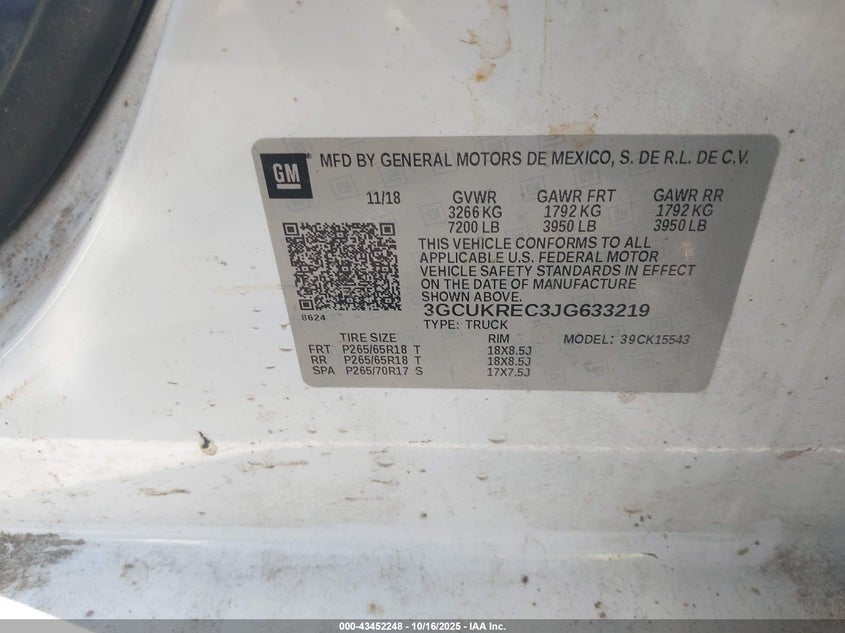 GM
MFD BY GENERAL MOTORS DE MEXICO, S. DE R.L. DE C.V.
11/18 GVWR GAWR FRT GAWR RR
3266 KG 1792 KG 1792 KG
7200 LB 3950 LB 3950 LB
THIS VEHICLE CONFORMS TO ALL
APPLICABLE U.S. FEDERAL MOTOR
VEHICLE SAFETY STANDARDS IN EFFECT
ON THE DATE OF MANUFACTURE
SHOWN ABOVE.
8624
3GCUKREC3JG633219
TYPE: TRUCK
TIRE SIZE RIM MODEL: 39CK15543
FRT P265/65R18 T 18X8.5J
RR P265/65R18 T 18X8.5J
SPA P265/70R17 S 17X7.5J
000-43452248 - 10/16/2025 - IAA Inc.